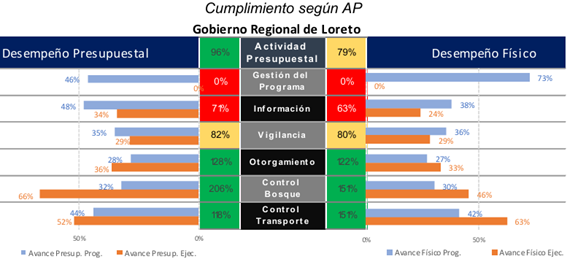 Cumplimiento según AP
Gobierno Regional de Loreto
Desempeño Presupuestal 96% Actividad Presupuestal 79% Desempeño Físico
46% 0% 0% Gestión del Programa 0% 73% 0%
48% 34% 71% Información 63% 38% 24%
35% 29% 82% Vigilancia 80% 36% 29%
28% 36% 128% Otorgamiento 122% 27% 33%
32% 66% 206% Control Bosque 151% 30% 46%
44% 52% 118% Control Transporte 151% 42% 63%
50% 0% 0% 50%
Avance Presup. Prog. Avance Presup. Ejec. Avance Físico Prog. Avance Físico Ejec.